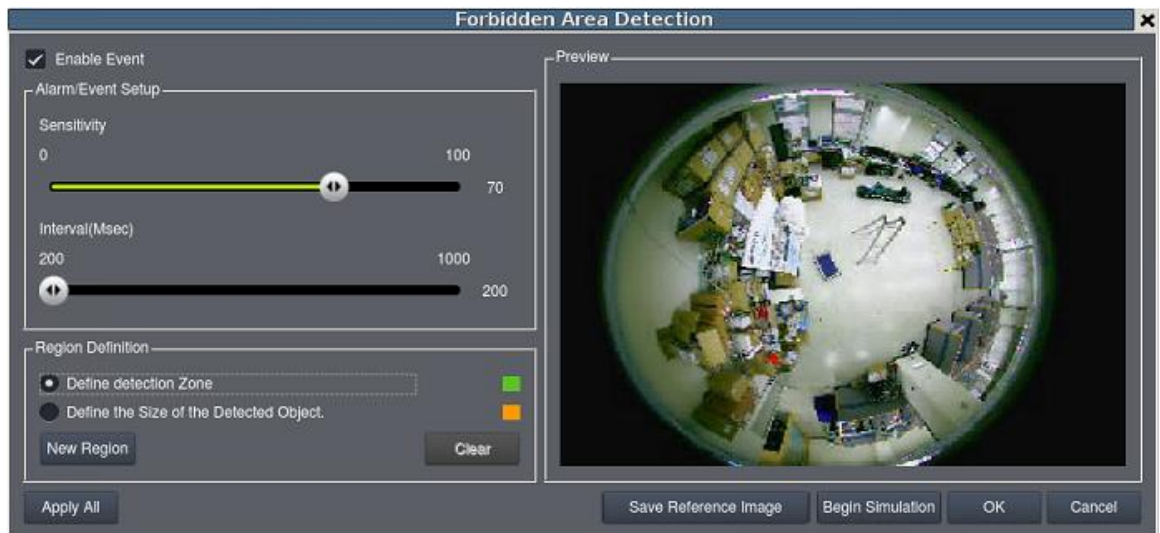 Forbidden Area Detection
Enable Event
Alarm/Event Setup
Sensitivity
0 100
70
Interval(Msec)
200 1000
200
Region Definition
Define detection Zone
Define the Size of the Detected Object.
New Region Clear
Preview
Apply All Save Reference Image Begin Simulation OK Cancel